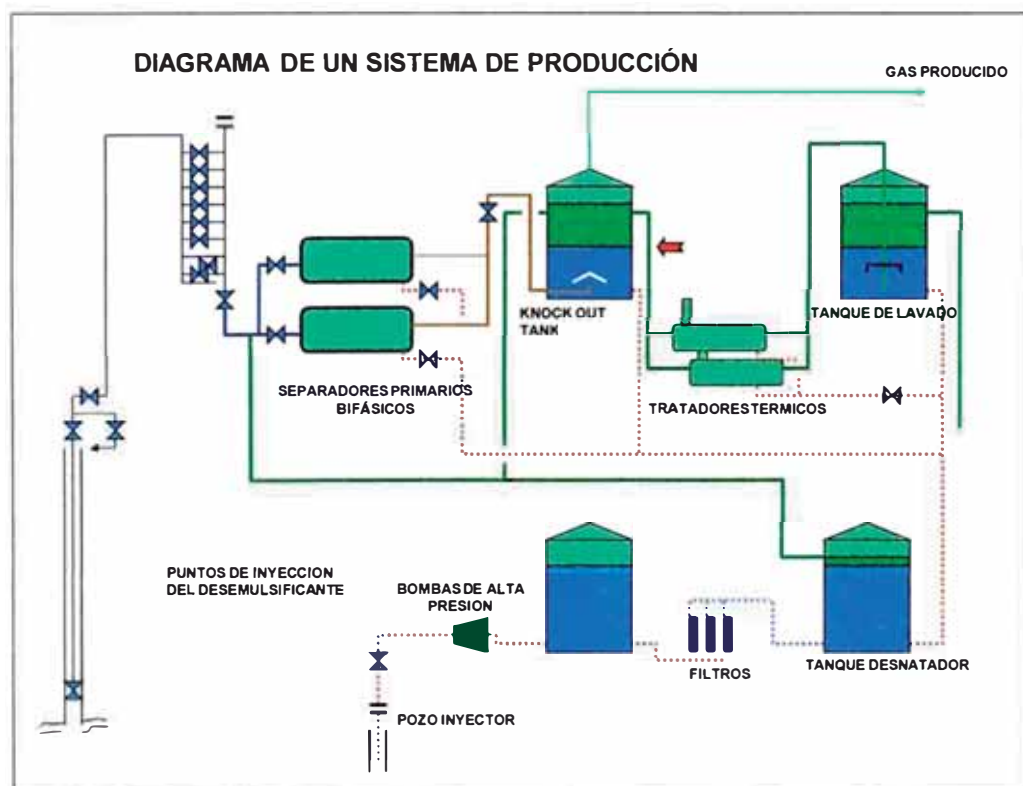 DIAGRAMA DE UN SISTEMA DE PRODUCCIÓN
GAS PRODUCIDO
KNOCK OUT
TANK
TANQUE DE LAVADO
SEPARADORES PRIMARIOS
BIFÁSICOS
TRATADORES TERMICOS
PUNTOS DE INYECCION
DEL DESEMULSIFICANTE
BOMBAS DE ALTA
PRESION
FILTROS
TANQUE DESNATADOR
POZO INYECTOR